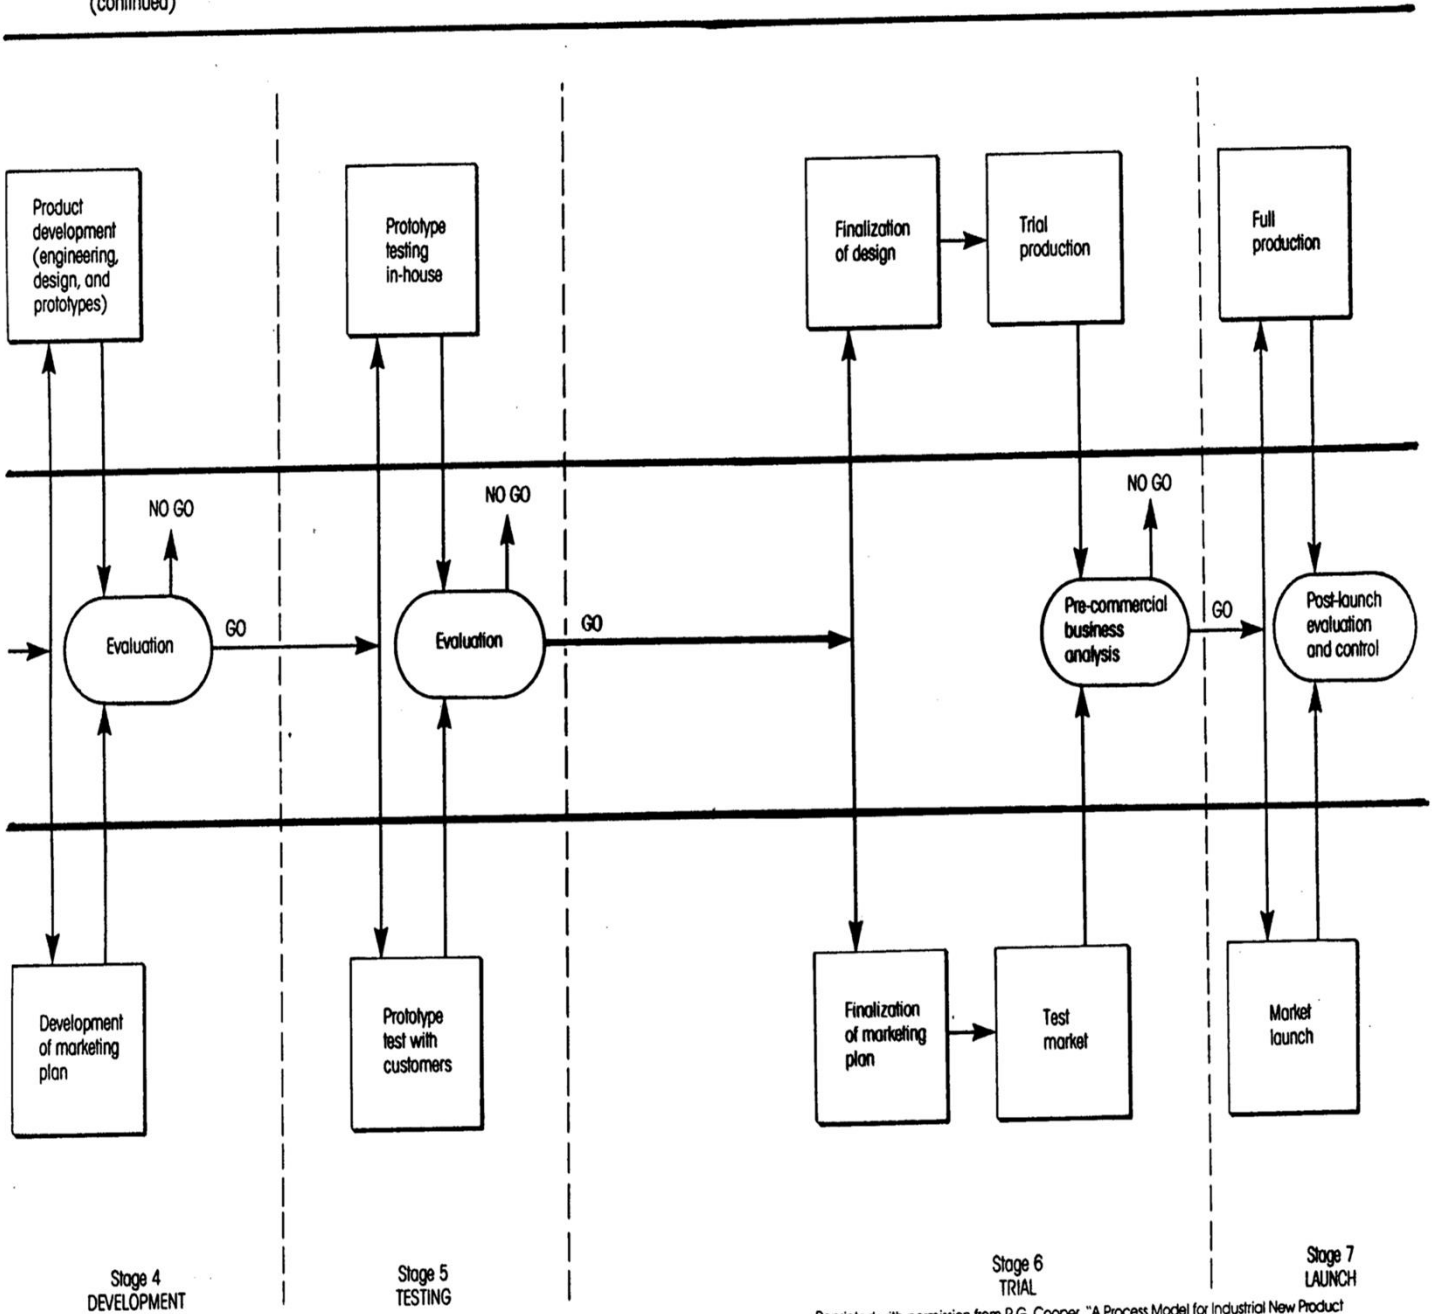 (continued)
Product
development
(engineering,
design, and
prototypes)
Prototype
testing
in-house
Finalization
of design
Trial
production
Full
production
NO GO
NO GO
NO GO
Evaluation
GO
Evaluation
GO
Pre-commercial
business
analysis
GO
Post-launch
evaluation
and control
Development
of marketing
plan
Prototype
test with
customers
Finalization
of marketing
plan
Test
market
Market
launch
Stage 4
DEVELOPMENT
Stage 5
TESTING
Stage 6
TRIAL
Stage 7
LAUNCH
Reprinted with permission from R.G. Cooper, "A Process Model for Industrial New Product